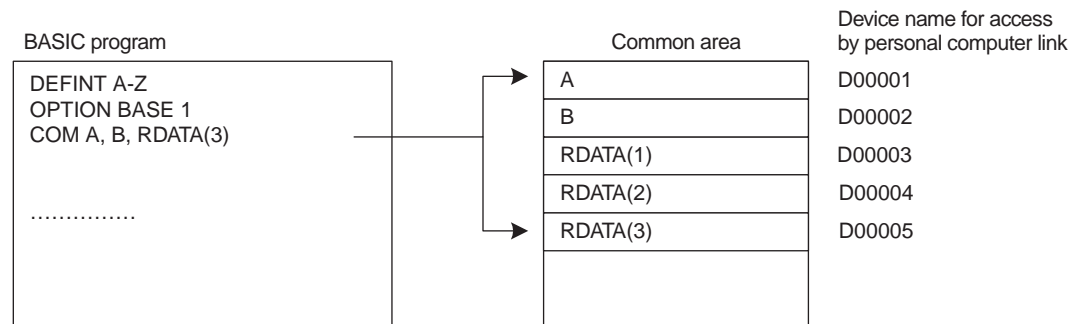 Device name for access
by personal computer link
BASIC program
Common area
DEFINT A-Z
OPTION BASE 1
COM A, B, RDATA(3)
……………
A
D00001
B
D00002
RDATA(1)
D00003
RDATA(2)
D00004
RDATA(3)
D00005